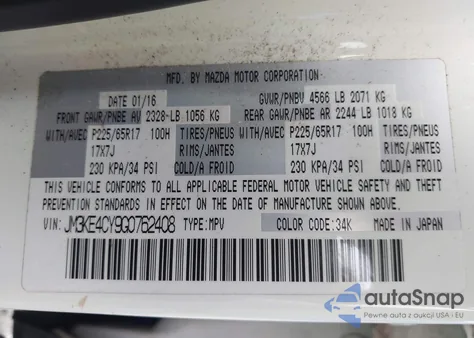 MFD. BY MAZDA MOTOR CORPORATION
DATE 01/16 GVWR/PNBV 4566 LB 2071 KG
FRONT GAWR/PNBE AV 2328-LB 1056 KG REAR GAWR/PNBE AR 2244 LB 1018 KG
WITH/AVEC P225/65R17 100H TIRES/PNEUS WITH/AVEC P225/65R17 100H TIRES/PNEUS
17X7J RIMS/JANTES 17X7J RIMS/JANTES
230 KPA/34 PSI COLD/A FROID 230 KPA/34 PSI COLD/A FROID
THIS VEHICLE CONFORMS TO ALL APPLICABLE FEDERAL MOTOR VEHICLE SAFETY AND THEFT
PREVENTION STANDARDS IN EFFECT ON THE DATE OF MANUFACTURE SHOWN ABOVE.
VIN: JM3KE4CY9G0762408 TYPE: MPV COLOR CODE: 34K MADE IN JAPAN
autoSnap
Pewne auta z aukcji USA i EU